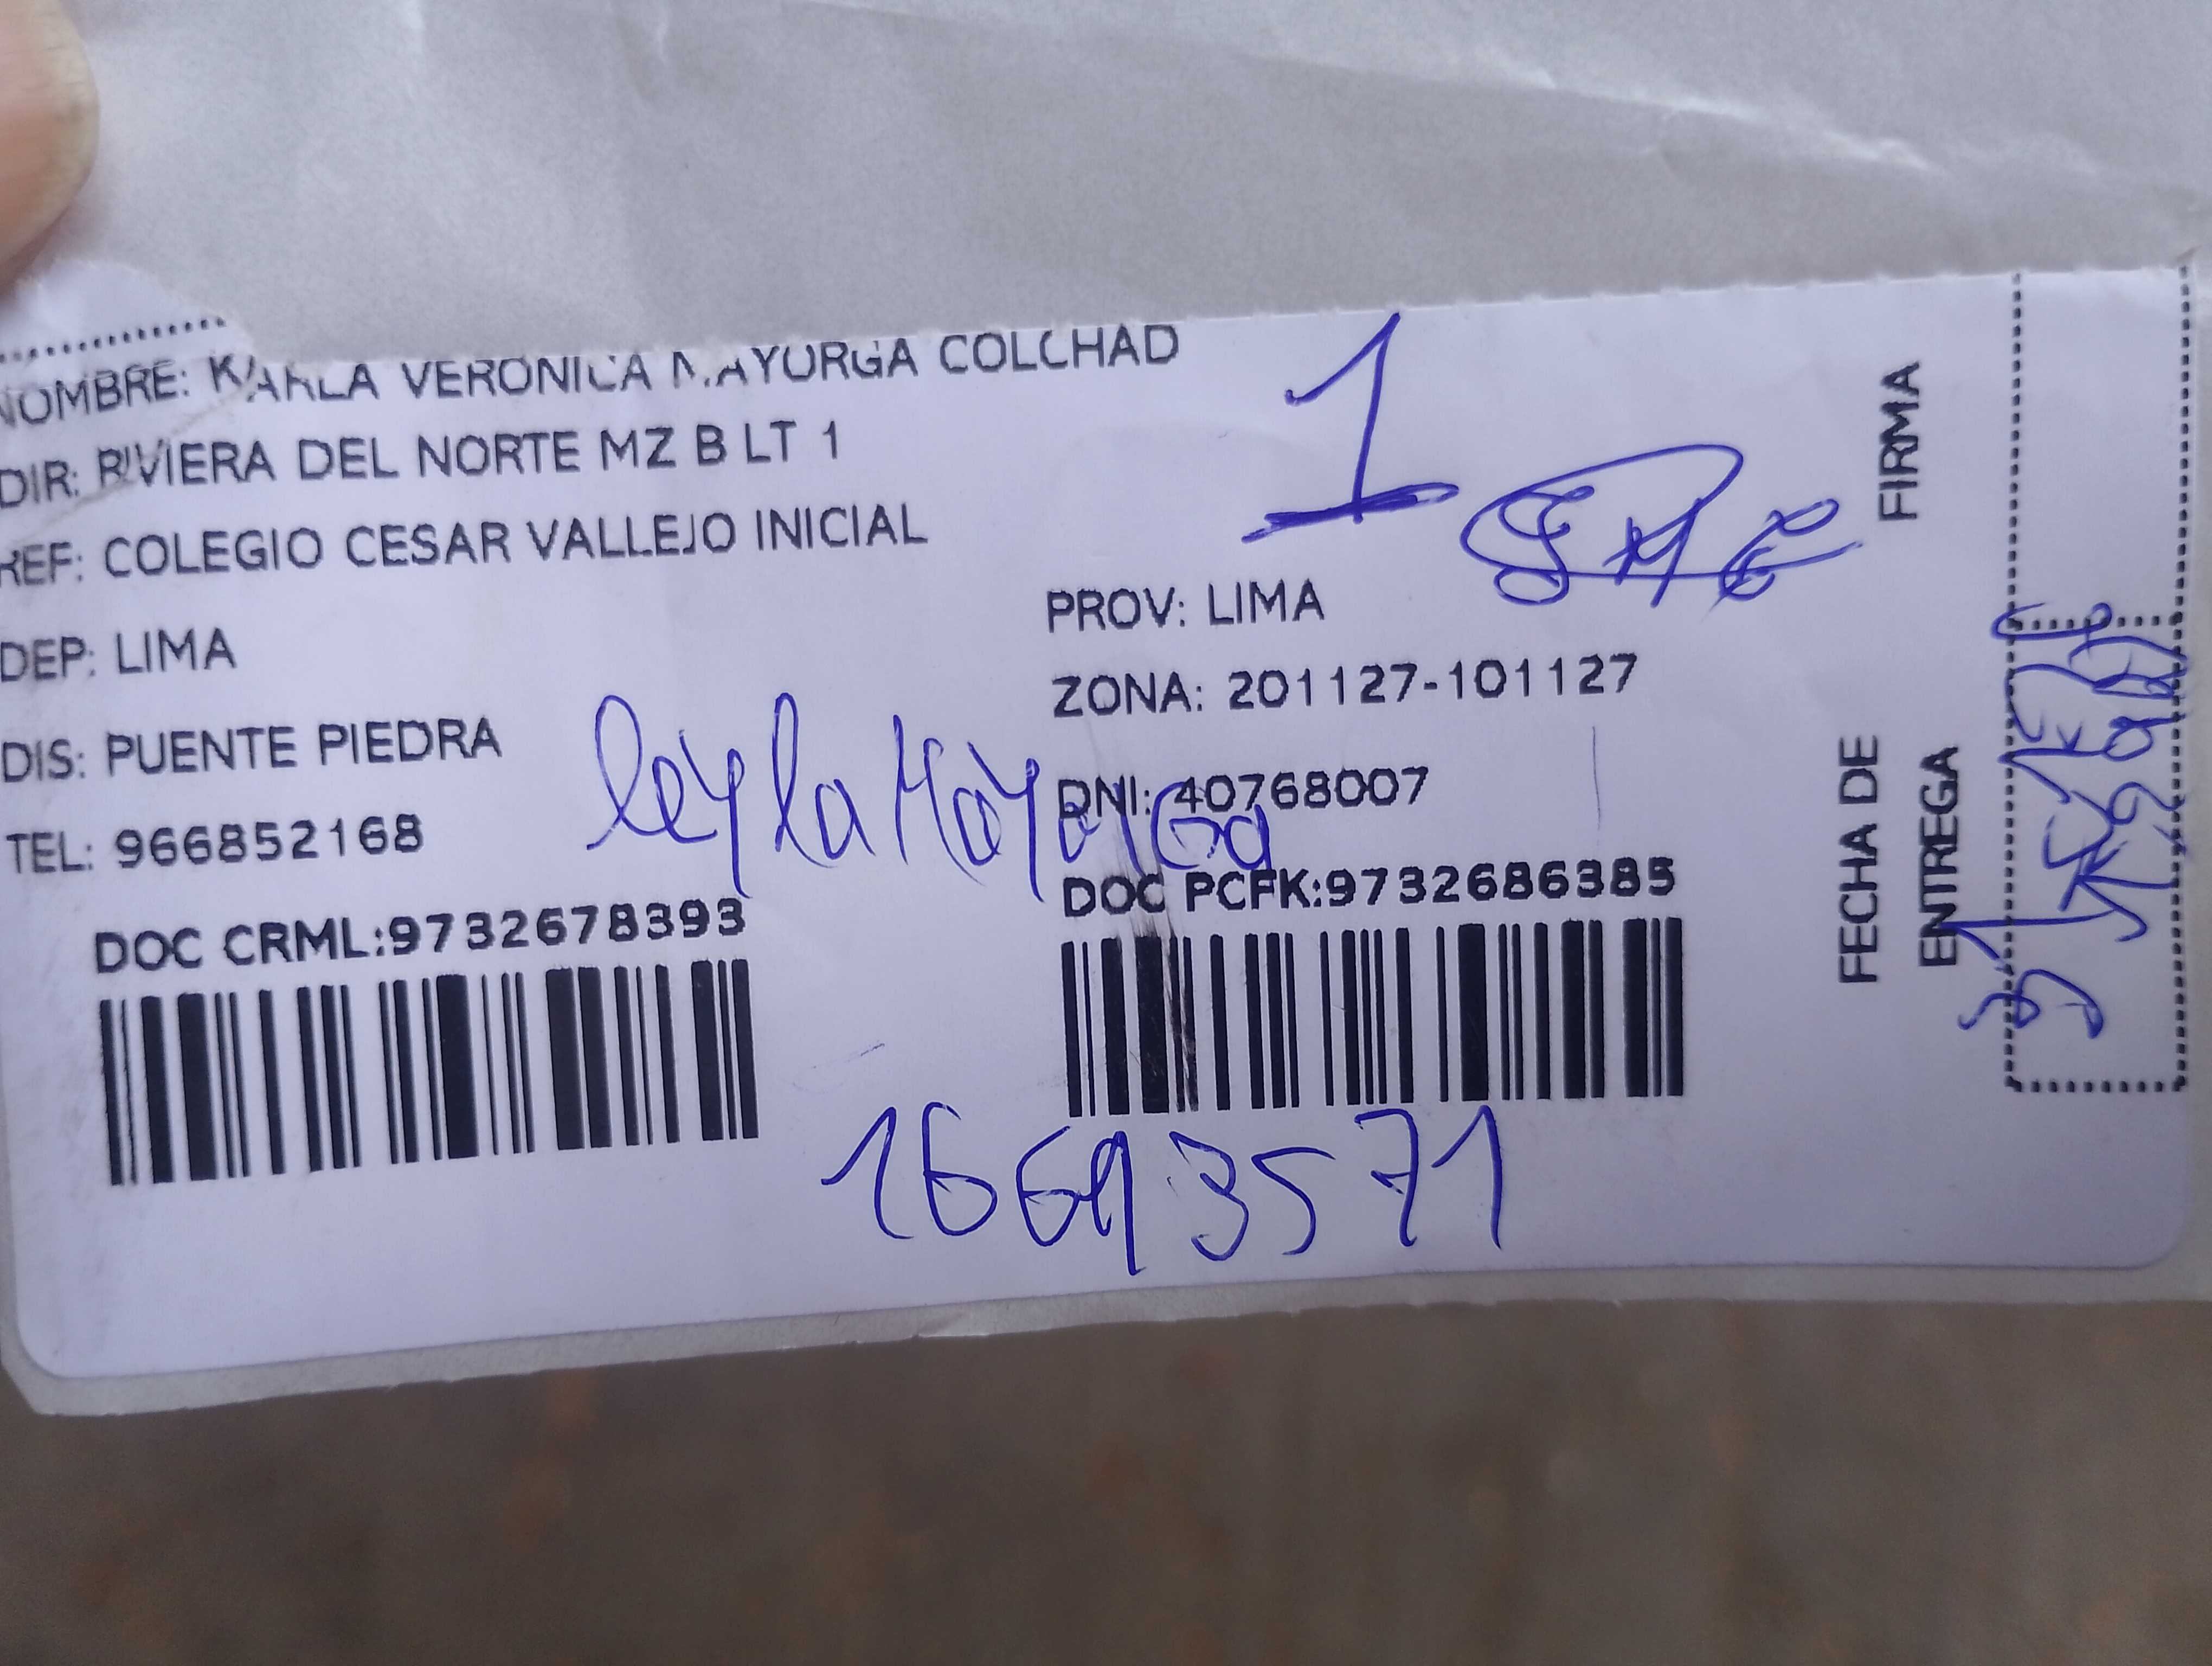 NOMBRE: KARLA VERONICA MAYORGA COLCHAD
DIR: RIVIERA DEL NORTE MZ B LT 1
REF: COLEGIO CESAR VALLEJO INICIAL
DEP: LIMA
PROV: LIMA
ZONA: 201127-101127
DIS: PUENTE PIEDRA
DNI: 40768007
TEL: 966852168
DOC CRML:9732678393
DOC PCFK:9732686385
1
leyla Mayorga
16693571
FIRMA
FECHA DE
ENTREGA